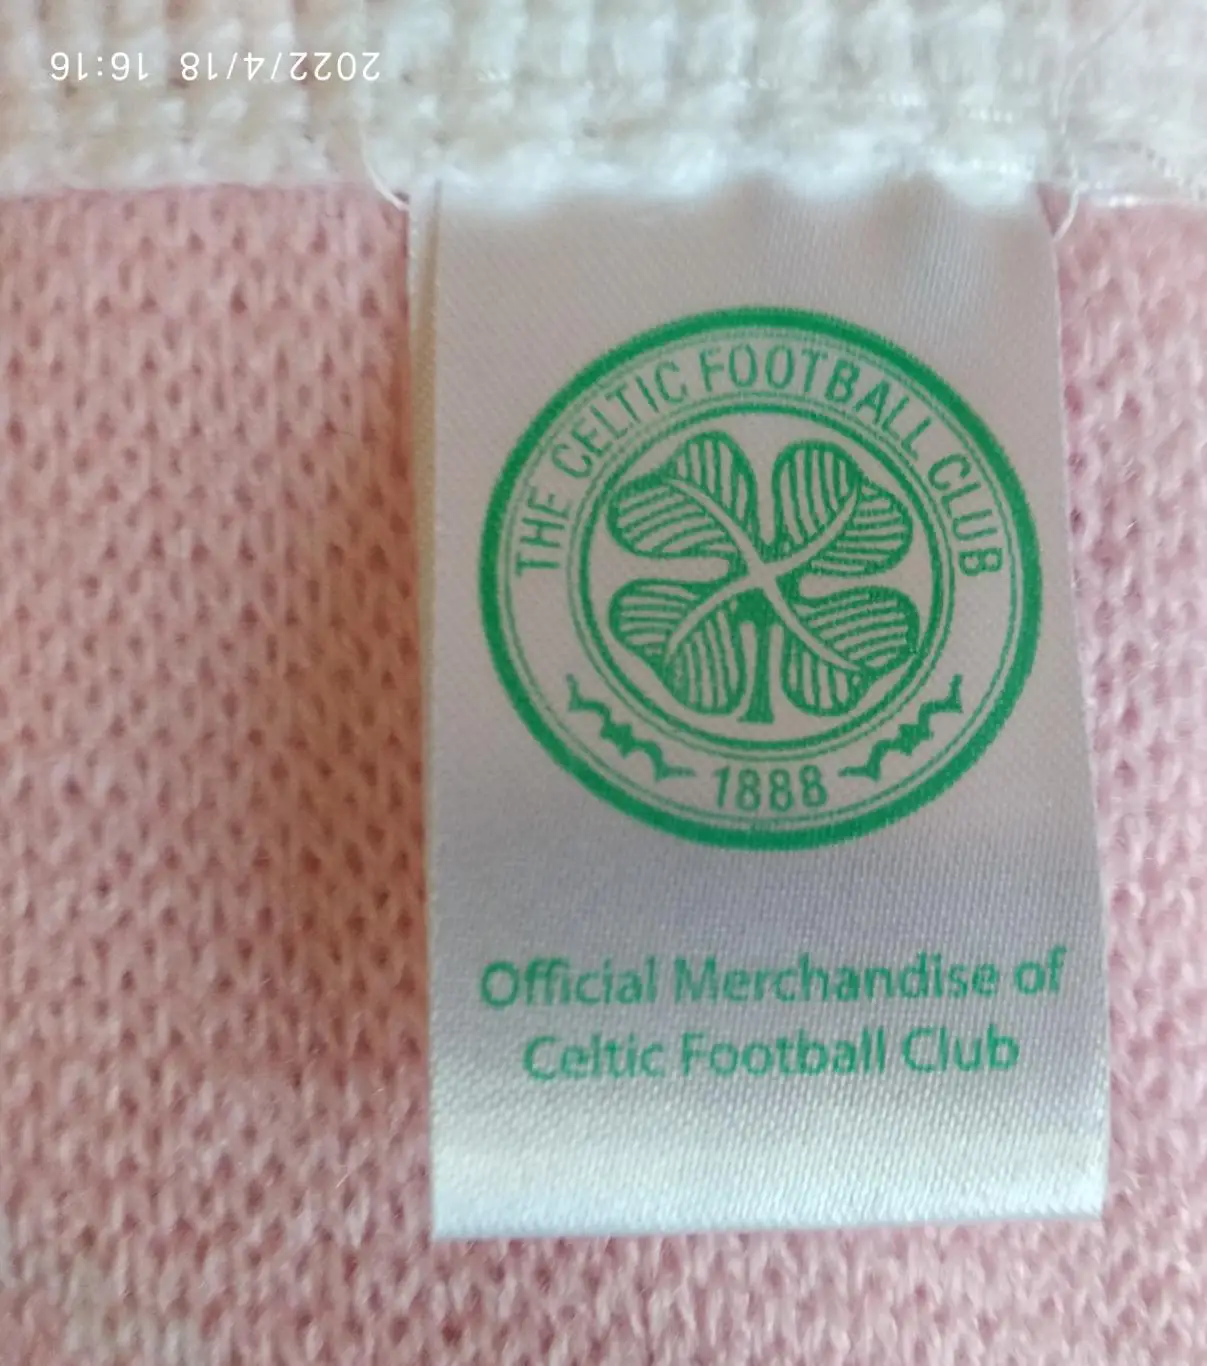 2022/4/18 16:16
THE CELTIC FOOTBALL CLUB
1888
Official Merchandise of
Celtic Football Club